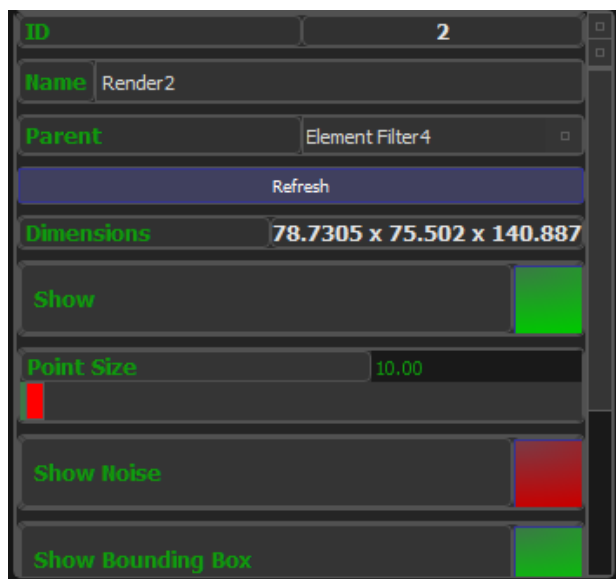 ID 2
Name Render2
Parent Element Filter4
Refresh
Dimensions 78.7305 x 75.502 x 140.887
Show
Point Size 10.00
Show Noise
Show Bounding Box